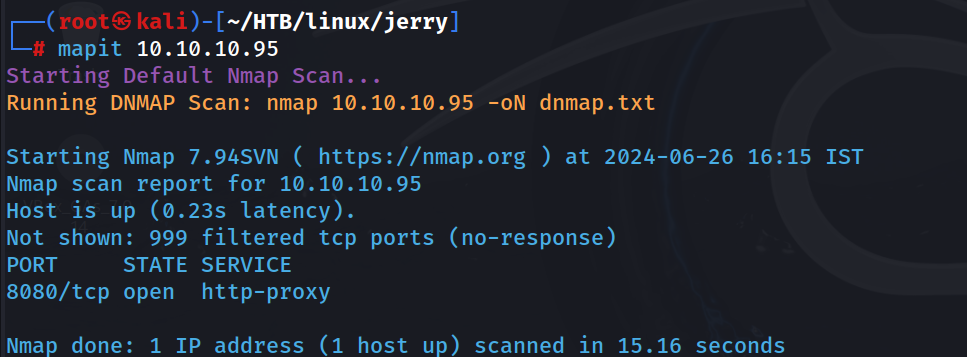 ┌──(root㉿kali)-[~/HTB/linux/jerry]
└─# mapit 10.10.10.95
Starting Default Nmap Scan...
Running DNMAP Scan: nmap 10.10.10.95 -oN dnmap.txt
Starting Nmap 7.94SVN ( https://nmap.org ) at 2024-06-26 16:15 IST
Nmap scan report for 10.10.10.95
Host is up (0.23s latency).
Not shown: 999 filtered tcp ports (no-response)
PORT     STATE SERVICE
8080/tcp open  http-proxy
Nmap done: 1 IP address (1 host up) scanned in 15.16 seconds